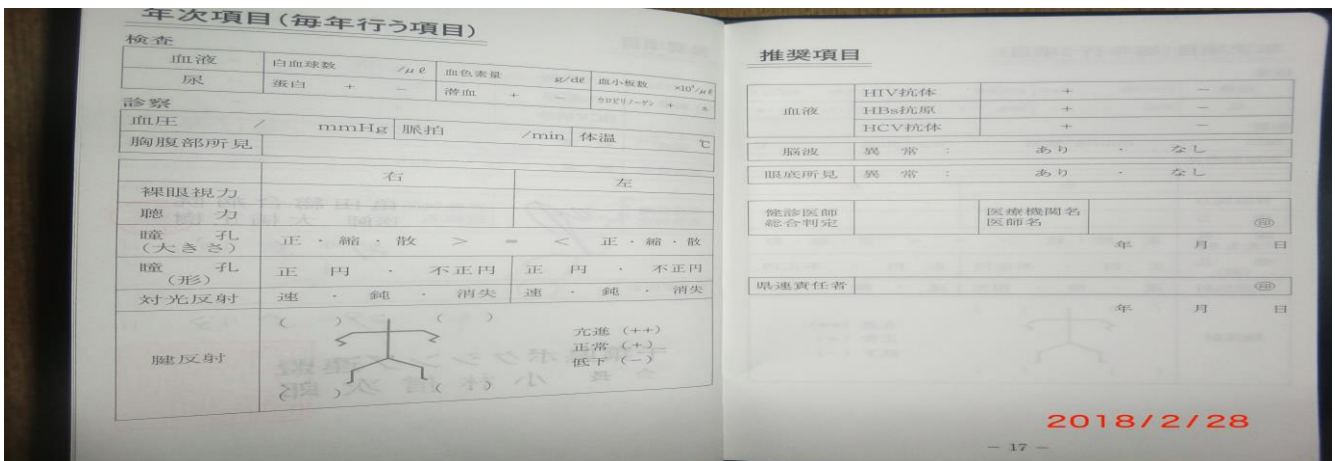 年次項目(毎年行う項目)
検査
血液 白血球数 /μℓ 血色素量 g/dℓ 血小板数 ×10⁴/μℓ
尿 蛋白 + − 潜血 + − ウロビリノーゲン + ±
診察
血圧 / mmHg 脈拍 /min 体温 ℃
胸腹部所見
右 左
裸眼視力
聴力
瞳孔(大きさ) 正・縮・散 > = < 正・縮・散
瞳孔(形) 正円・不正円 正円・不正円
対光反射 速・鈍・消失 速・鈍・消失
腱反射 ( ) ( ) ( ) ( )
亢進 (++)
正常 (+)
低下 (−)
推奨項目
血液 HIV抗体 + −
HBs抗原 + −
HCV抗体 + −
脳波 異常: あり・なし
眼底所見 異常: あり・なし
健診医師 総合判定 医療機関名 医師名 ㊞
年 月 日
県連責任者 ㊞
年 月 日
2018/2/28
− 17 −